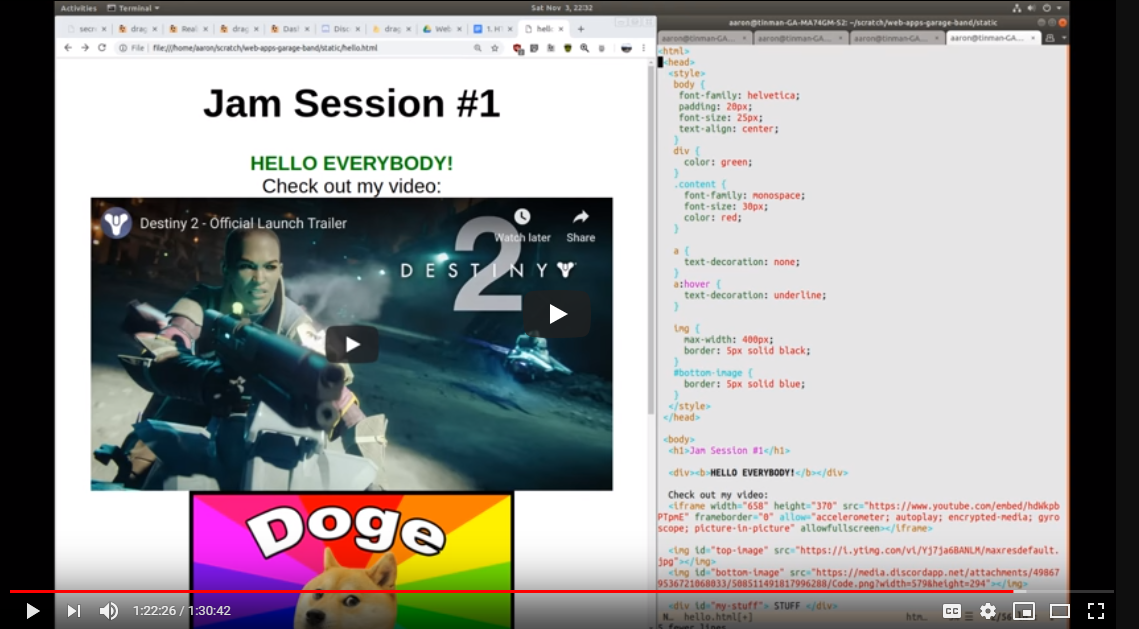 Activities Terminal Sat Nov 3, 22:32
aaron@tinman-GA-MA74GM-S2: ~/scratch/web-apps-garage-band/static
secr drag Real drag Das Disc drag Web 1. H hello
aaron@tinman-GA... aaron@tinman-GA... aaron@tinman-GA... aaron@tinman-GA...
File | file:///home/aaron/scratch/web-apps-garage-band/static/hello.html
Jam Session #1
HELLO EVERYBODY!
Check out my video:
Destiny 2 - Official Launch Trailer
Watch later Share
2
DESTINY
Doge
<html>
<head>
<style>
body {
font-family: helvetica;
padding: 20px;
font-size: 25px;
text-align: center;
}
div {
color: green;
}
.content {
font-family: monospace;
font-size: 30px;
color: red;
}
a {
text-decoration: none;
}
a:hover {
text-decoration: underline;
}
img {
max-width: 400px;
border: 5px solid black;
}
#bottom-image {
border: 5px solid blue;
}
</style>
</head>
<body>
<h1>Jam Session #1</h1>
<div><b>HELLO EVERYBODY!</b></div>
Check out my video:
<iframe width="658" height="370" src="https://www.youtube.com/embed/hdWkpb
PTpmE" frameborder="0" allow="accelerometer; autoplay; encrypted-media; gyro
scope; picture-in-picture" allowfullscreen></iframe>
<img id="top-image" src="https://i.ytimg.com/vi/Yj7ja6BANLM/maxresdefault.
jpg"></img>
<img id="bottom-image" src="https://media.discordapp.net/attachments/49867
9536721068033/508511491817996288/Code.png?width=579&height=294"></img>
<div id="my-stuff"> STUFF </div>
N... hello.html[+] htm...
5 fewer lines
1:22:26 / 1:30:42
CC